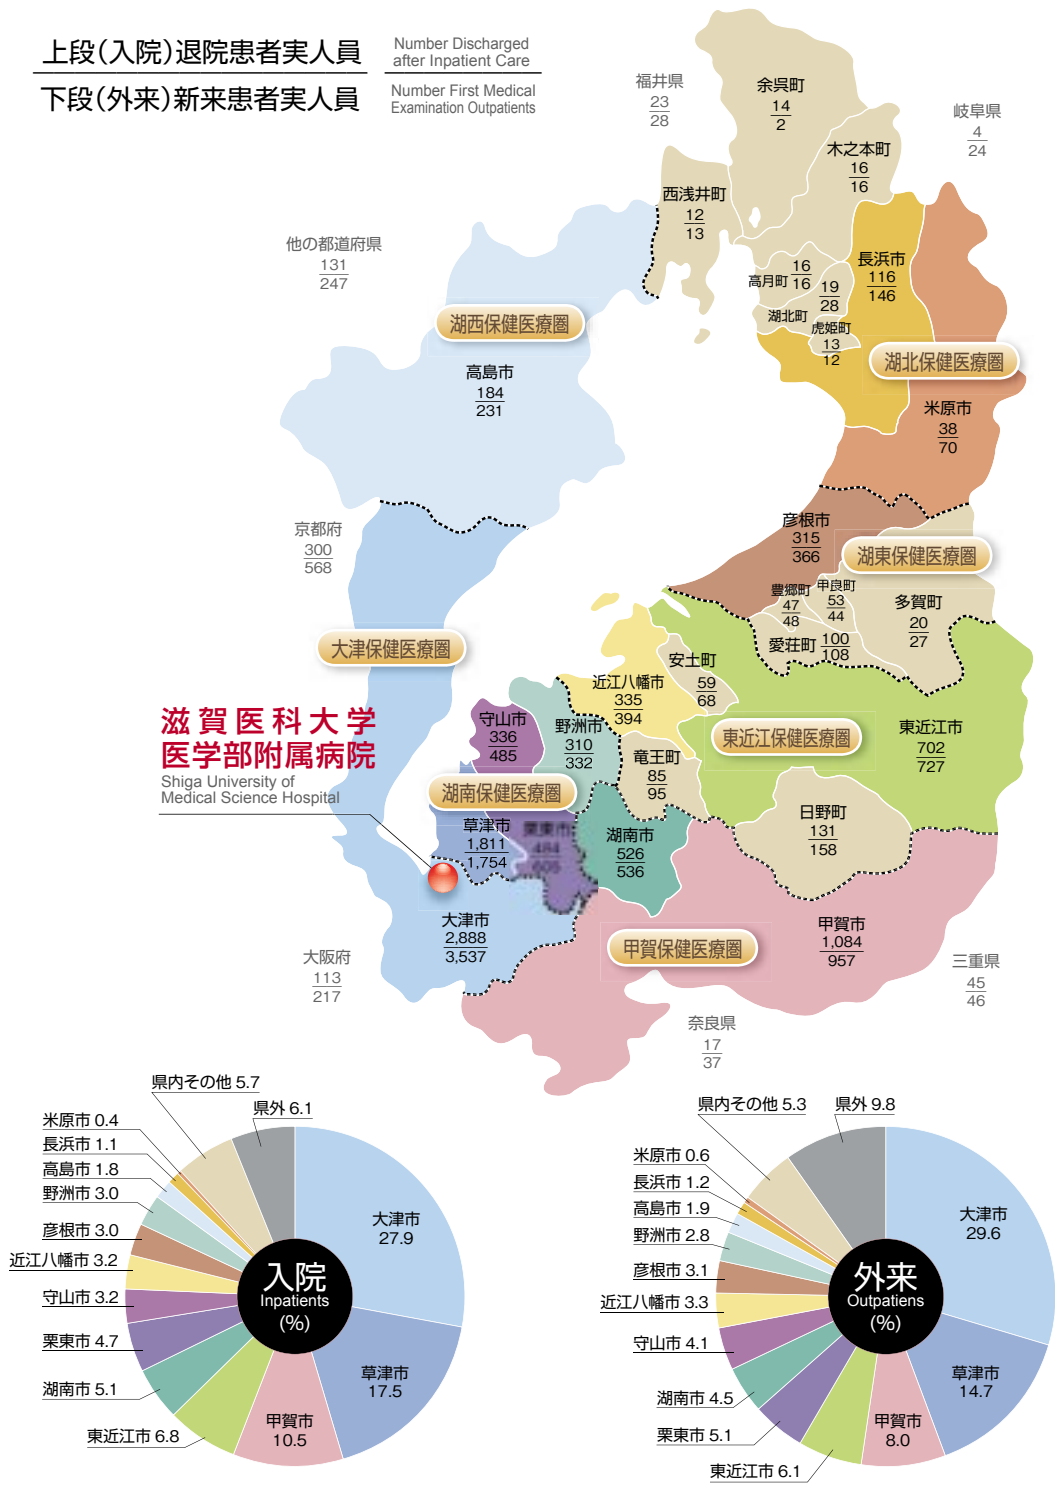 上段(入院)退院患者実人員
Number Discharged
after Inpatient Care
下段(外来)新来患者実人員
Number First Medical
Examination Outpatients
福井県
23
28
余呉町
14
2
岐阜県
4
24
木之本町
16
16
西浅井町
12
13
他の都道府県
131
247
長浜市
116
146
高月町
16
16
19
28
湖北町
虎姫町
13
12
湖西保健医療圏
湖北保健医療圏
高島市
184
231
米原市
38
70
京都府
300
568
彦根市
315
366
湖東保健医療圏
豊郷町
47
48
甲良町
53
44
多賀町
20
27
愛荘町
100
108
大津保健医療圏
安土町
59
68
近江八幡市
335
394
滋賀医科大学
医学部附属病院
Shiga University of
Medical Science Hospital
守山市
336
485
野洲市
310
332
東近江保健医療圏
東近江市
702
727
竜王町
85
95
湖南保健医療圏
草津市
1,811
1,754
栗東市
484
605
湖南市
526
536
日野町
131
158
大津市
2,888
3,537
甲賀市
1,084
957
甲賀保健医療圏
大阪府
113
217
三重県
45
46
奈良県
17
37
県内その他 5.7
県外 6.1
米原市 0.4
長浜市 1.1
高島市 1.8
野洲市 3.0
彦根市 3.0
近江八幡市 3.2
守山市 3.2
栗東市 4.7
湖南市 5.1
東近江市 6.8
甲賀市
10.5
草津市
17.5
大津市
27.9
入院
Inpatients
(%)
県内その他 5.3
県外 9.8
米原市 0.6
長浜市 1.2
高島市 1.9
野洲市 2.8
彦根市 3.1
近江八幡市 3.3
守山市 4.1
湖南市 4.5
栗東市 5.1
東近江市 6.1
甲賀市
8.0
草津市
14.7
大津市
29.6
外来
Outpatiens
(%)